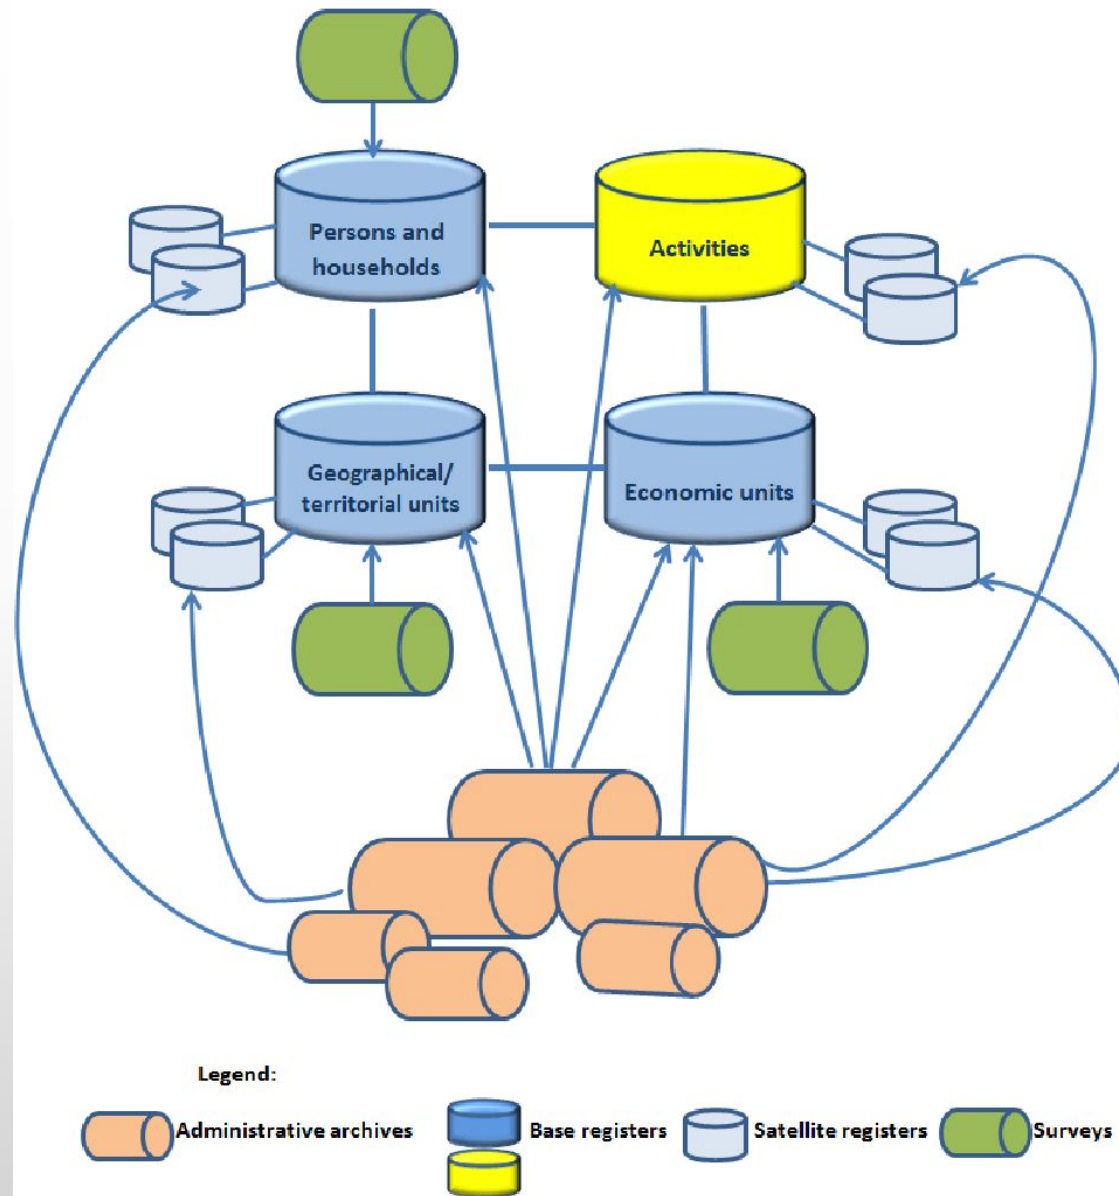 Persons and
households
Activities
Geographical/
territorial units
Economic units
Legend:
Administrative archives
Base registers
Satellite registers
Surveys